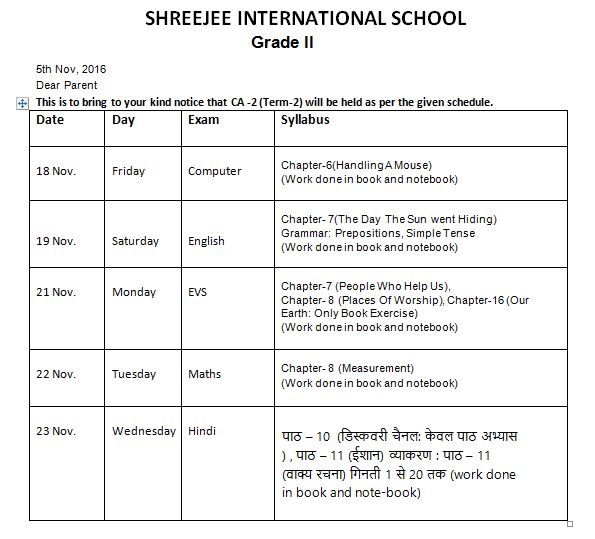 SHREEJEE INTERNATIONAL SCHOOL
Grade II
5th Nov, 2016
Dear Parent
This is to bring to your kind notice that CA -2 (Term-2) will be held as per the given schedule.
Date Day Exam Syllabus
18 Nov. Friday Computer Chapter-6(Handling A Mouse)
(Work done in book and notebook)
19 Nov. Saturday English Chapter- 7(The Day The Sun went Hiding)
Grammar: Prepositions, Simple Tense
(Work done in book and notebook)
21 Nov. Monday EVS Chapter-7 (People Who Help Us),
Chapter- 8 (Places Of Worship), Chapter-16 (Our
Earth: Only Book Exercise)
(Work done in book and notebook)
22 Nov. Tuesday Maths Chapter- 8 (Measurement)
(Work done in book and notebook)
23 Nov. Wednesday Hindi पाठ – 10 (डिस्कवरी चैनल: केवल पाठ अभ्यास
) , पाठ – 11 (ईशान) व्याकरण : पाठ – 11
(वाक्य रचना) गिनती 1 से 20 तक (work done
in book and note-book)